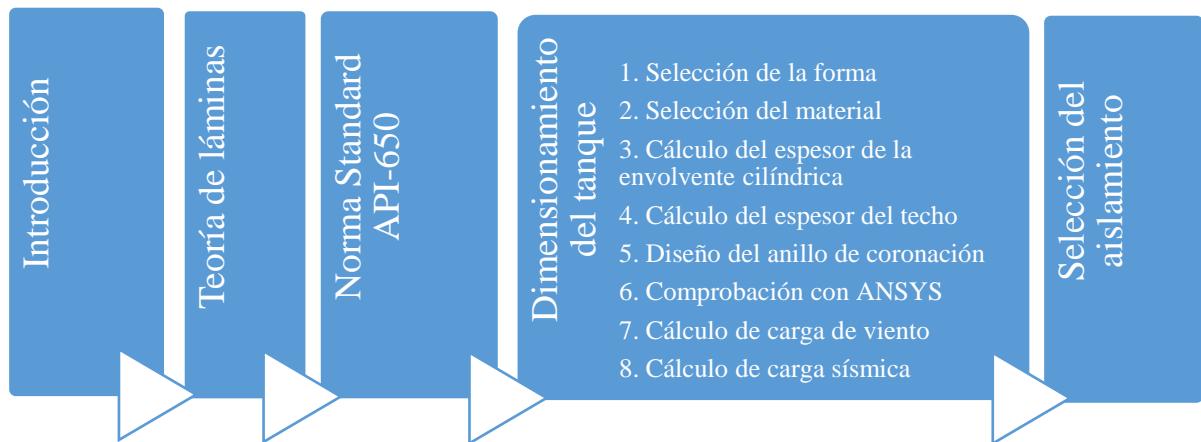 Introducción
Teoría de láminas
Norma Standard
API-650
Dimensionamiento
del tanque
1. Selección de la forma
2. Selección del material
3. Cálculo del espesor de la
envolvente cilíndrica
4. Cálculo del espesor del techo
5. Diseño del anillo de coronación
6. Comprobación con ANSYS
7. Cálculo de carga de viento
8. Cálculo de carga sísmica
Selección del
aislamiento